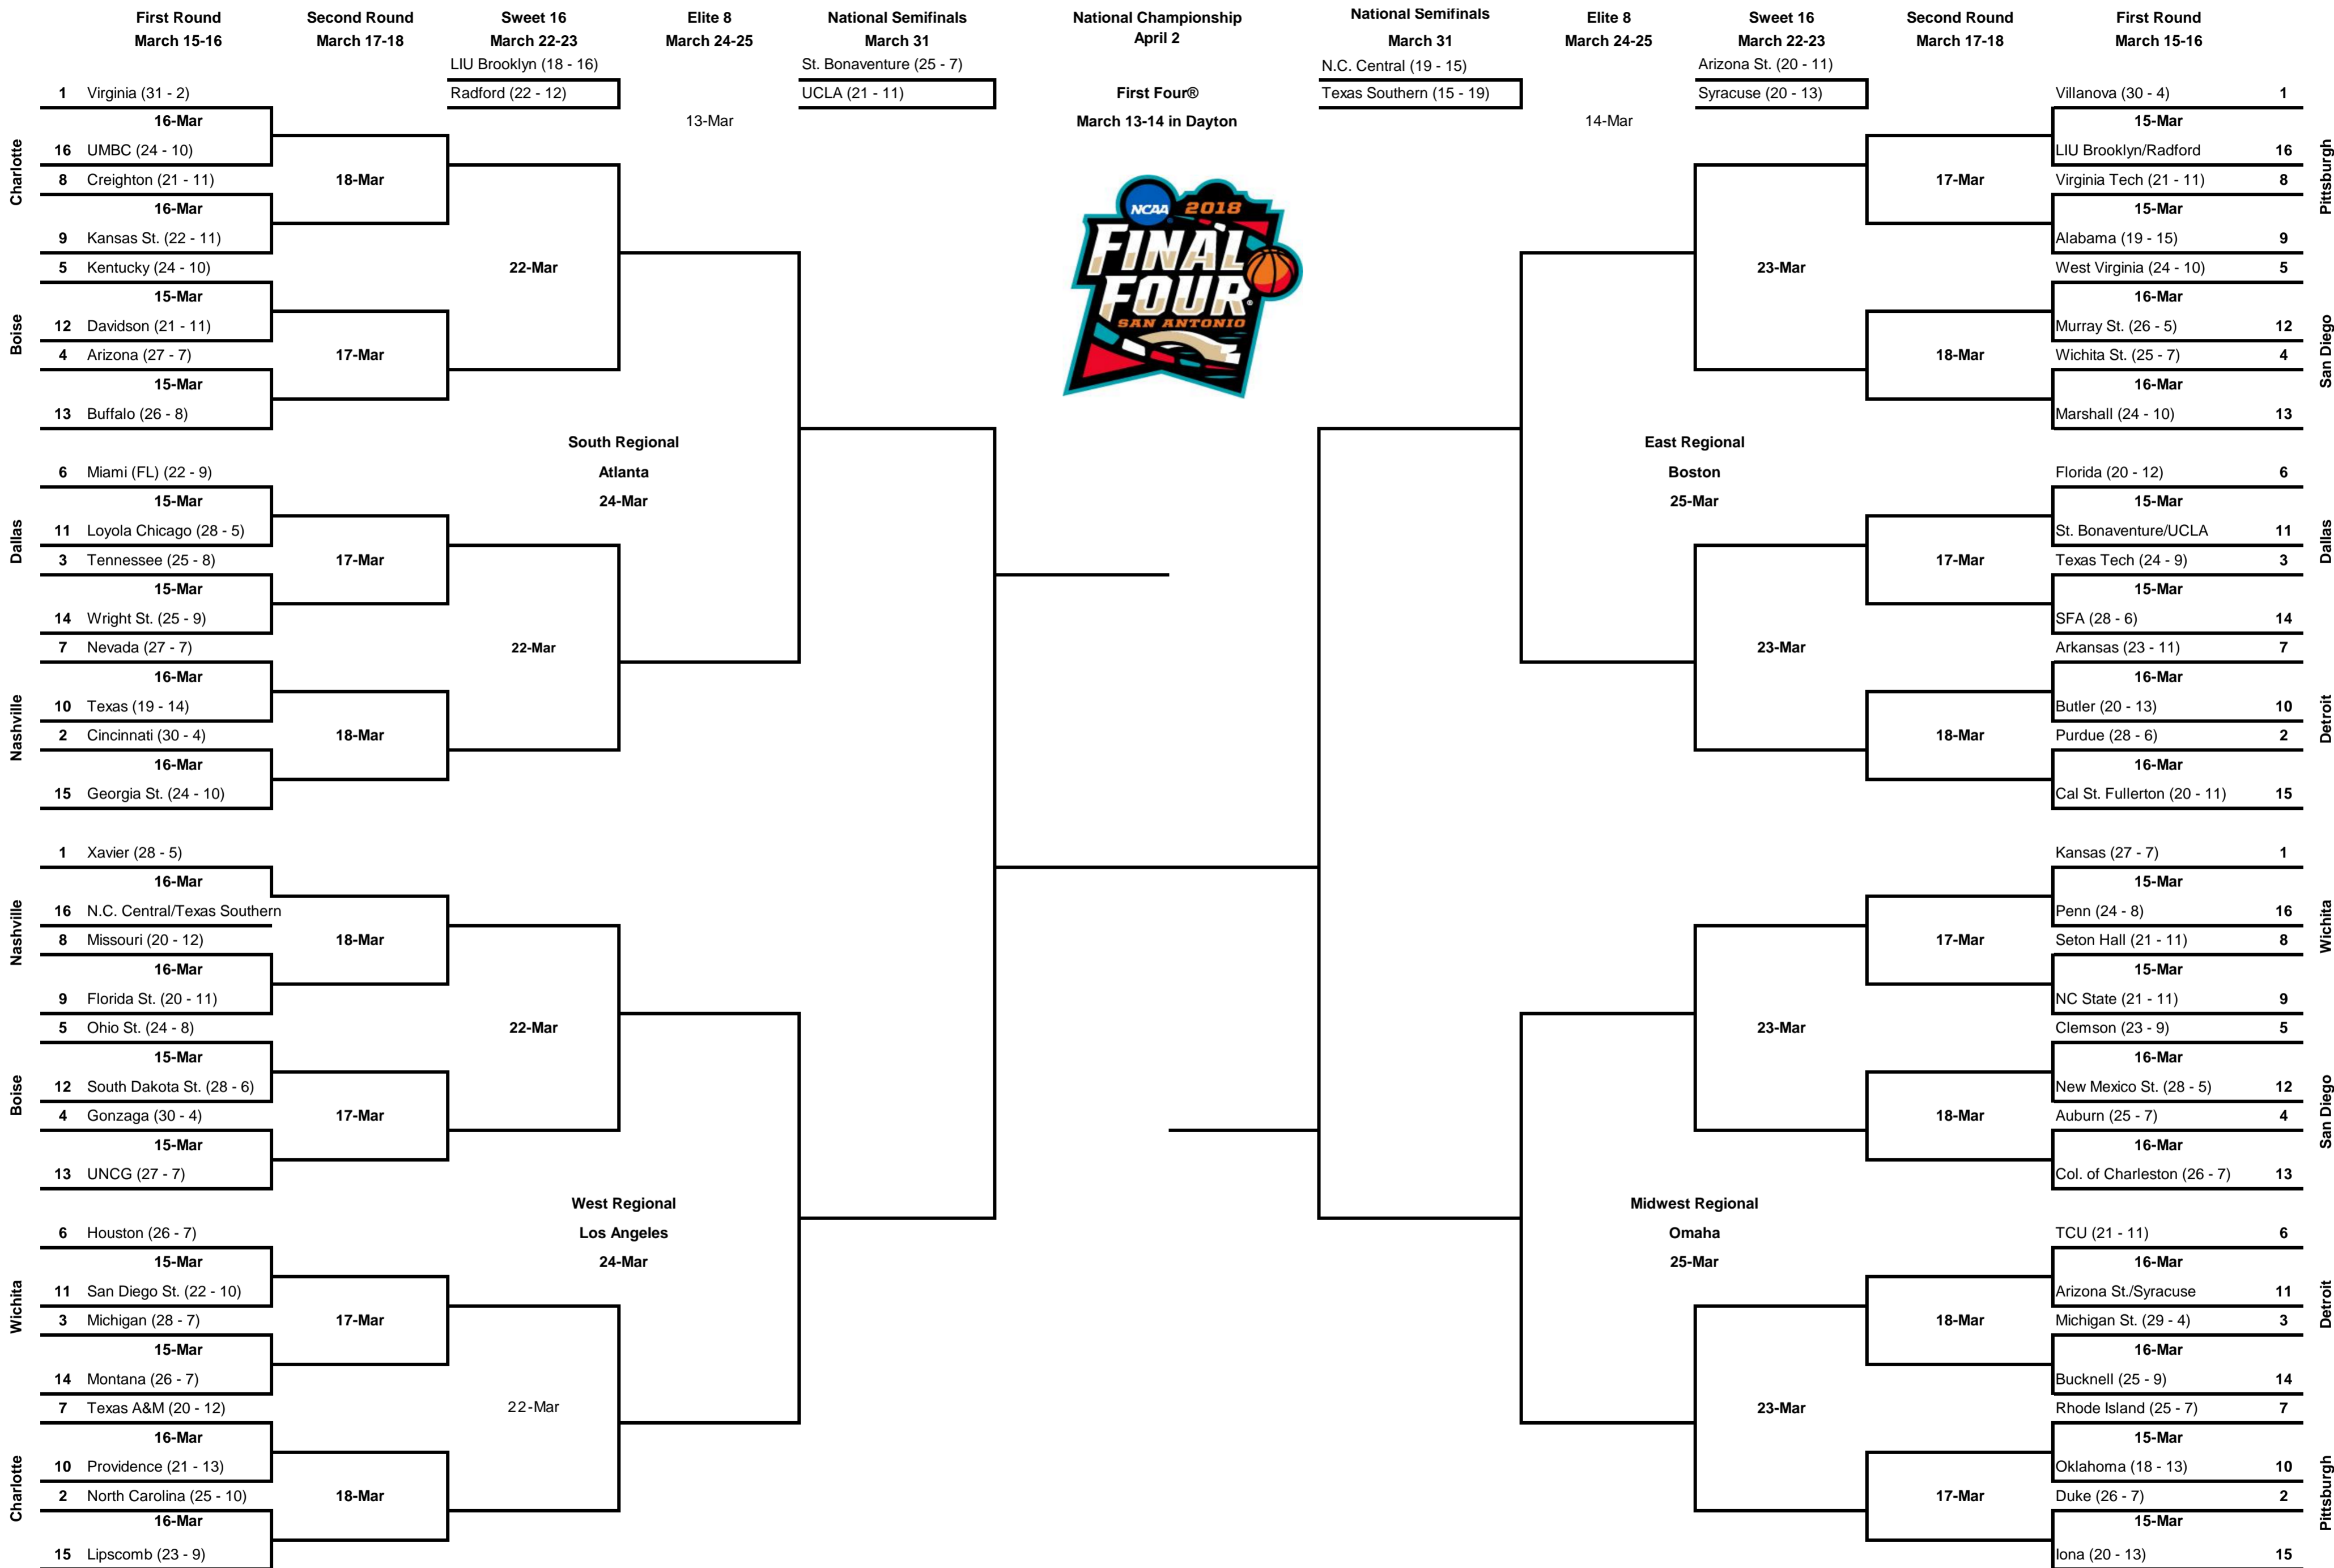 First Round
March 15-16
Second Round
March 17-18
Sweet 16
March 22-23
Elite 8
March 24-25
National Semifinals
March 31
National Championship
April 2
National Semifinals
March 31
Elite 8
March 24-25
Sweet 16
March 22-23
Second Round
March 17-18
First Round
March 15-16
LIU Brooklyn (18 - 16)
Radford (22 - 12)
13-Mar
St. Bonaventure (25 - 7)
UCLA (21 - 11)
First Four®
March 13-14 in Dayton
N.C. Central (19 - 15)
Texas Southern (15 - 19)
14-Mar
Arizona St. (20 - 11)
Syracuse (20 - 13)
NCAA 2018
FINAL
FOUR®
SAN ANTONIO
Charlotte
1 Virginia (31 - 2)
16-Mar
16 UMBC (24 - 10)
8 Creighton (21 - 11)
16-Mar
9 Kansas St. (22 - 11)
18-Mar
Boise
5 Kentucky (24 - 10)
15-Mar
12 Davidson (21 - 11)
4 Arizona (27 - 7)
15-Mar
13 Buffalo (26 - 8)
17-Mar
22-Mar
South Regional
Atlanta
24-Mar
Dallas
6 Miami (FL) (22 - 9)
15-Mar
11 Loyola Chicago (28 - 5)
3 Tennessee (25 - 8)
15-Mar
14 Wright St. (25 - 9)
17-Mar
Nashville
7 Nevada (27 - 7)
16-Mar
10 Texas (19 - 14)
2 Cincinnati (30 - 4)
16-Mar
15 Georgia St. (24 - 10)
18-Mar
22-Mar
Nashville
1 Xavier (28 - 5)
16-Mar
16 N.C. Central/Texas Southern
8 Missouri (20 - 12)
16-Mar
9 Florida St. (20 - 11)
18-Mar
Boise
5 Ohio St. (24 - 8)
15-Mar
12 South Dakota St. (28 - 6)
4 Gonzaga (30 - 4)
15-Mar
13 UNCG (27 - 7)
17-Mar
22-Mar
West Regional
Los Angeles
24-Mar
Wichita
6 Houston (26 - 7)
15-Mar
11 San Diego St. (22 - 10)
3 Michigan (28 - 7)
15-Mar
14 Montana (26 - 7)
17-Mar
Charlotte
7 Texas A&M (20 - 12)
16-Mar
10 Providence (21 - 13)
2 North Carolina (25 - 10)
16-Mar
15 Lipscomb (23 - 9)
18-Mar
22-Mar
Villanova (30 - 4) 1
15-Mar
LIU Brooklyn/Radford 16
Virginia Tech (21 - 11) 8
15-Mar
Alabama (19 - 15) 9
Pittsburgh
17-Mar
West Virginia (24 - 10) 5
16-Mar
Murray St. (26 - 5) 12
Wichita St. (25 - 7) 4
16-Mar
Marshall (24 - 10) 13
San Diego
18-Mar
23-Mar
East Regional
Boston
25-Mar
Florida (20 - 12) 6
15-Mar
St. Bonaventure/UCLA 11
Texas Tech (24 - 9) 3
15-Mar
SFA (28 - 6) 14
Dallas
17-Mar
Arkansas (23 - 11) 7
16-Mar
Butler (20 - 13) 10
Purdue (28 - 6) 2
16-Mar
Cal St. Fullerton (20 - 11) 15
Detroit
18-Mar
23-Mar
Kansas (27 - 7) 1
15-Mar
Penn (24 - 8) 16
Seton Hall (21 - 11) 8
15-Mar
NC State (21 - 11) 9
Wichita
17-Mar
Clemson (23 - 9) 5
16-Mar
New Mexico St. (28 - 5) 12
Auburn (25 - 7) 4
16-Mar
Col. of Charleston (26 - 7) 13
San Diego
18-Mar
23-Mar
Midwest Regional
Omaha
25-Mar
TCU (21 - 11) 6
16-Mar
Arizona St./Syracuse 11
Michigan St. (29 - 4) 3
16-Mar
Bucknell (25 - 9) 14
Detroit
18-Mar
Rhode Island (25 - 7) 7
15-Mar
Oklahoma (18 - 13) 10
Duke (26 - 7) 2
15-Mar
Iona (20 - 13) 15
Pittsburgh
17-Mar
23-Mar